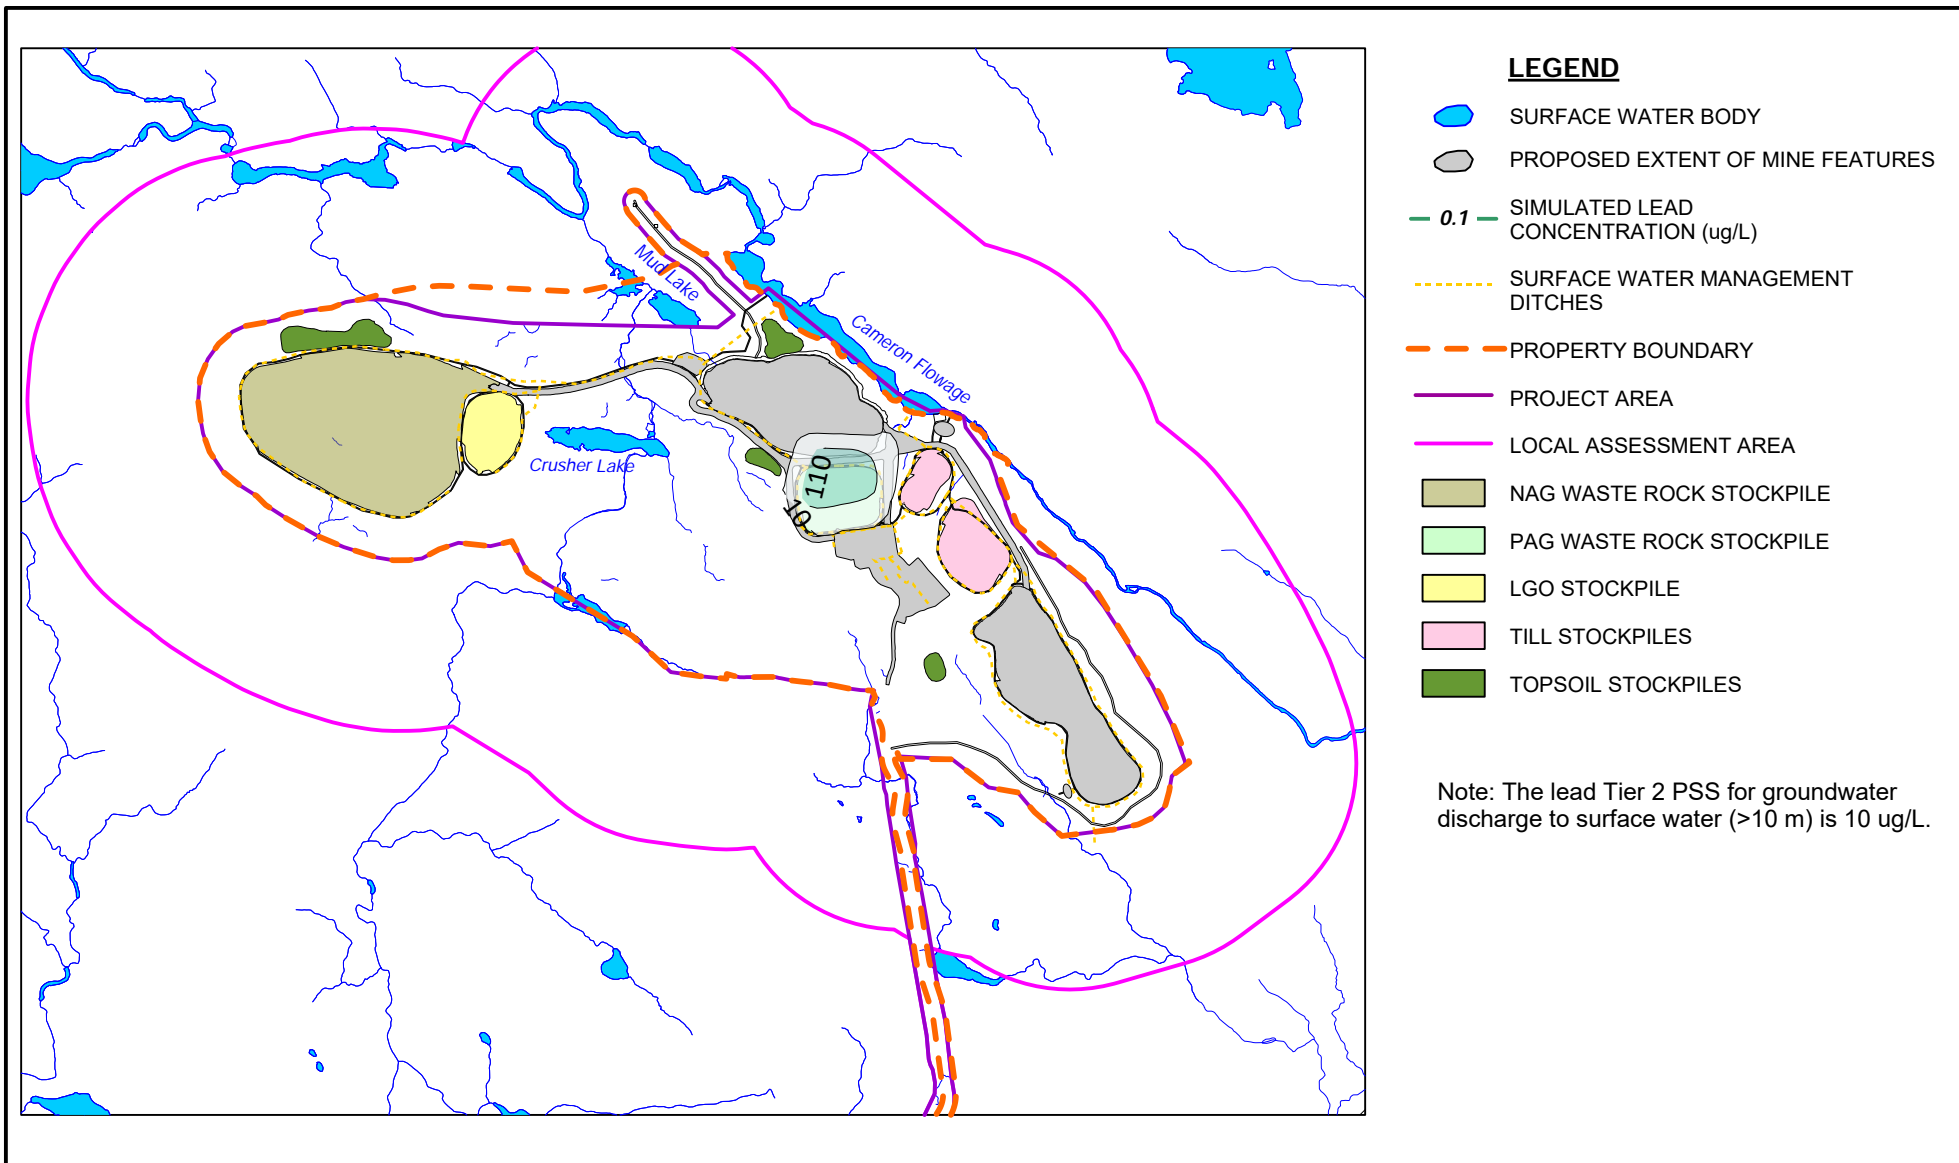 LEGEND
SURFACE WATER BODY
PROPOSED EXTENT OF MINE FEATURES
0.1
SIMULATED LEAD
CONCENTRATION (ug/L)
SURFACE WATER MANAGEMENT
DITCHES
PROPERTY BOUNDARY
PROJECT AREA
LOCAL ASSESSMENT AREA
NAG WASTE ROCK STOCKPILE
PAG WASTE ROCK STOCKPILE
LGO STOCKPILE
TILL STOCKPILES
TOPSOIL STOCKPILES
Note: The lead Tier 2 PSS for groundwater
discharge to surface water (>10 m) is 10 ug/L.
Mud Lake
Cameron Flowage
Crusher Lake
110
10